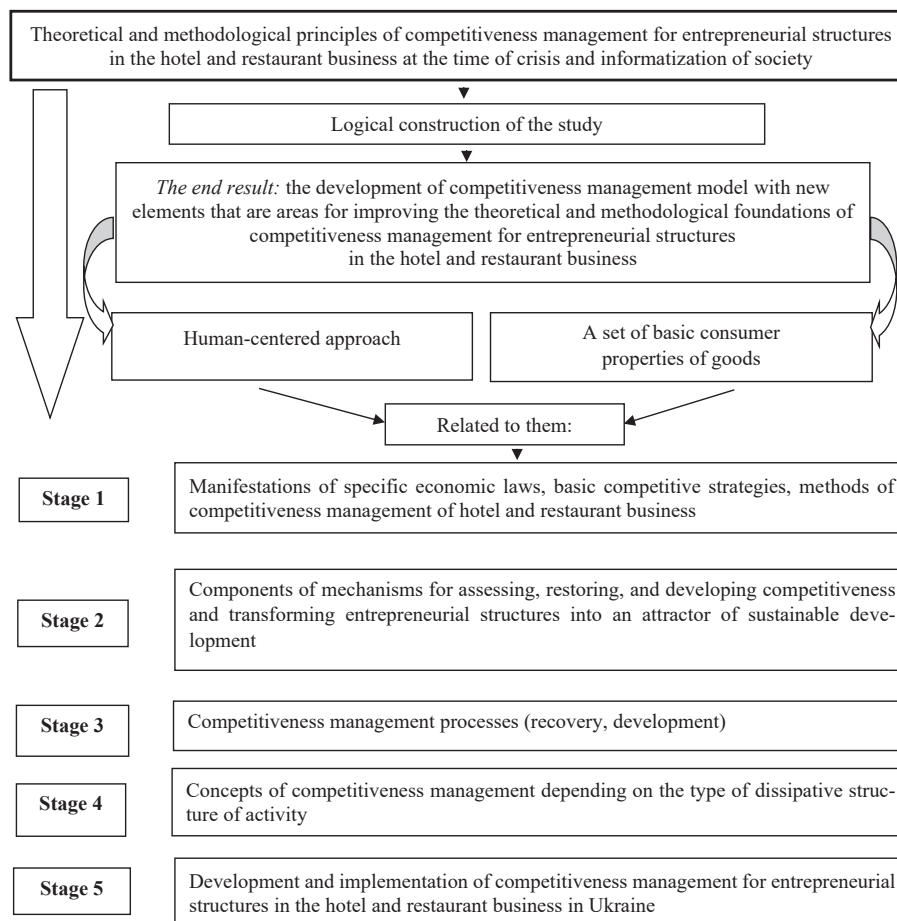 Theoretical and methodological principles of competitiveness management for entrepreneurial structures
in the hotel and restaurant business at the time of crisis and informatization of society
Logical construction of the study
The end result: the development of competitiveness management model with new
elements that are areas for improving the theoretical and methodological foundations of
competitiveness management for entrepreneurial structures
in the hotel and restaurant business
Human-centered approach
A set of basic consumer
properties of goods
Related to them:
Stage 1
Manifestations of specific economic laws, basic competitive strategies, methods of
competitiveness management of hotel and restaurant business
Stage 2
Components of mechanisms for assessing, restoring, and developing competitiveness
and transforming entrepreneurial structures into an attractor of sustainable deve-
lopment
Stage 3
Competitiveness management processes (recovery, development)
Stage 4
Concepts of competitiveness management depending on the type of dissipative struc-
ture of activity
Stage 5
Development and implementation of competitiveness management for entrepreneurial
structures in the hotel and restaurant business in Ukraine